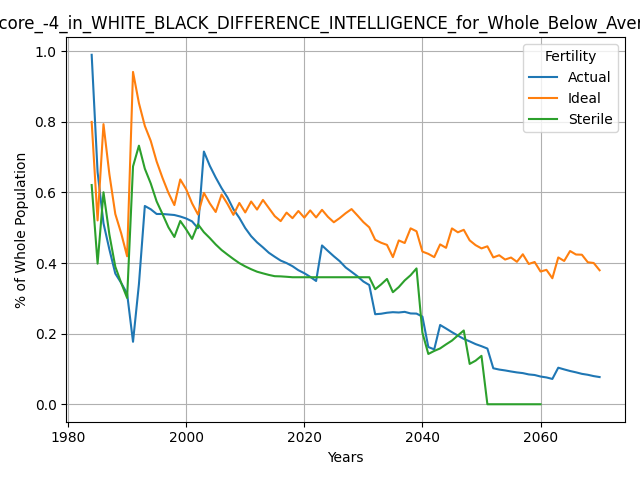 core_-4_in_WHITE_BLACK_DIFFERENCE_INTELLIGENCE_for_Whole_Below_Aver
Fertility
Actual
Ideal
Sterile
% of Whole Population
1.0
0.8
0.6
0.4
0.2
0.0
1980 2000 2020 2040 2060
Years